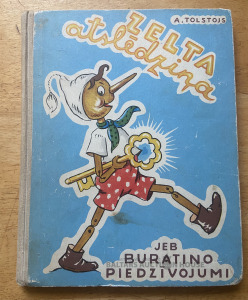 A. TOLSTOJS
ZELTA
atslēdziņa
JEB
BURATINO
PIEDZĪVOJUMI